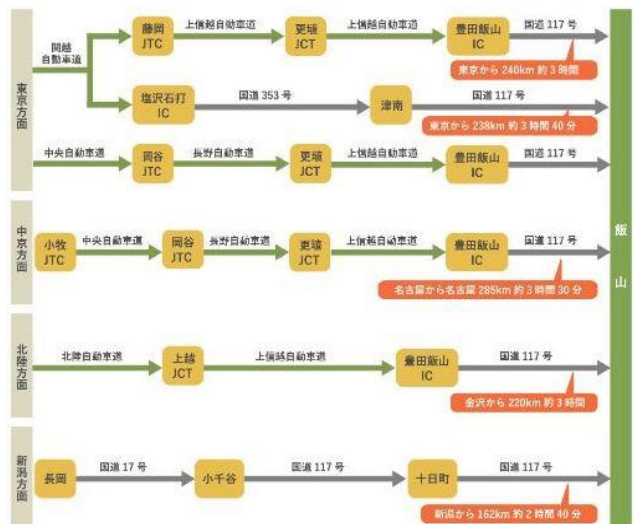 東京方面
関越
自動車道
藤岡
JTC
上信越自動車道
更埴
JCT
上信越自動車道
豊田飯山
IC
国道 117 号
東京から 240km 約 3 時間
塩沢石打
IC
国道 353 号
津南
国道 117 号
東京から 238km 約 3 時間 40 分
中央自動車道
岡谷
JTC
長野自動車道
更埴
JCT
上信越自動車道
豊田飯山
IC
国道 117 号
中京方面
小牧
JTC
中央自動車道
岡谷
JTC
長野自動車道
更埴
JCT
上信越自動車道
豊田飯山
IC
国道 117 号
名古屋から名古屋 285km 約 3 時間 30 分
北陸方面
北陸自動車道
上越
JCT
上信越自動車道
豊田飯山
IC
国道 117 号
金沢から 220km 約 3 時間
新潟方面
長岡
国道 17 号
小千谷
国道 117 号
十日町
国道 117 号
新潟から 162km 約 2 時間 40 分
飯山